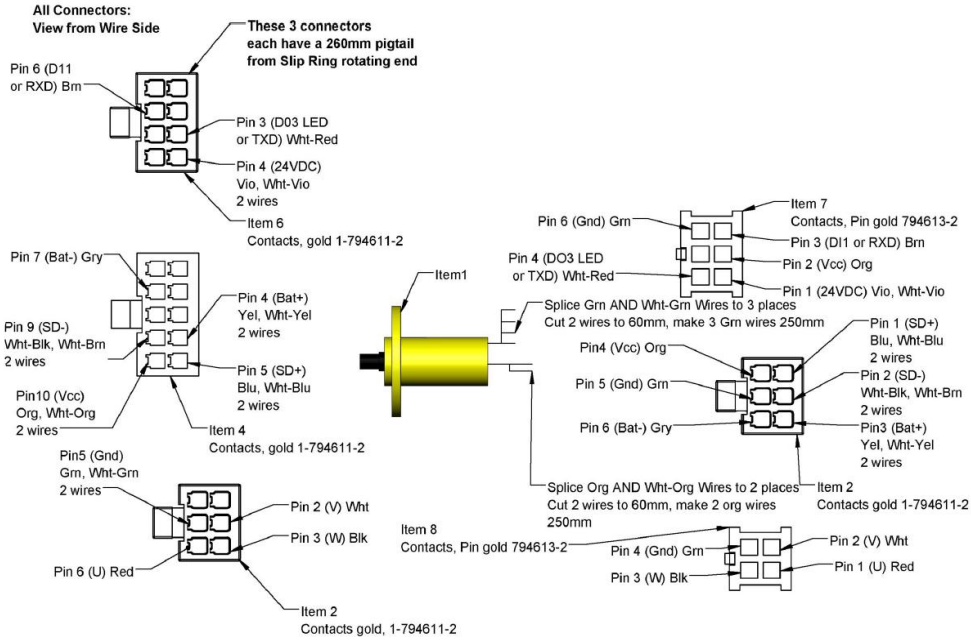 All Connectors:
View from Wire Side
These 3 connectors
each have a 260mm pigtail
from Slip Ring rotating end
Pin 6 (D11
or RXD) Brn
Pin 3 (D03 LED
or TXD) Wht-Red
Pin 4 (24VDC)
Vio, Wht-Vio
2 wires
Item 6
Contacts, gold 1-794611-2
Pin 7 (Bat-) Gry
Pin 4 (Bat+)
Yel, Wht-Yel
2 wires
Pin 9 (SD-)
Wht-Blk, Wht-Brn
2 wires
Pin 5 (SD+)
Blu, Wht-Blu
2 wires
Pin10 (Vcc)
Org, Wht-Org
2 wires
Item 4
Contacts, gold 1-794611-2
Pin5 (Gnd)
Grn, Wht-Grn
2 wires
Pin 2 (V) Wht
Pin 3 (W) Blk
Pin 6 (U) Red
Item 2
Contacts gold, 1-794611-2
Item1
Item 7
Contacts, Pin gold 794613-2
Pin 6 (Gnd) Grn
Pin 3 (DI1 or RXD) Brn
Pin 4 (DO3 LED
or TXD) Wht-Red
Pin 2 (Vcc) Org
Pin 1 (24VDC) Vio, Wht-Vio
Splice Grn AND Wht-Grn Wires to 3 places
Cut 2 wires to 60mm, make 3 Grn wires 250mm
Pin 1 (SD+)
Blu, Wht-Blu
2 wires
Pin4 (Vcc) Org
Pin 2 (SD-)
Wht-Blk, Wht-Brn
2 wires
Pin 5 (Gnd) Grn
Pin3 (Bat+)
Yel, Wht-Yel
2 wires
Pin 6 (Bat-) Gry
Item 2
Contacts gold 1-794611-2
Splice Org AND Wht-Org Wires to 2 places
Cut 2 wires to 60mm, make 2 org wires
250mm
Item 8
Contacts, Pin gold 794613-2
Pin 4 (Gnd) Grn
Pin 2 (V) Wht
Pin 3 (W) Blk
Pin 1 (U) Red